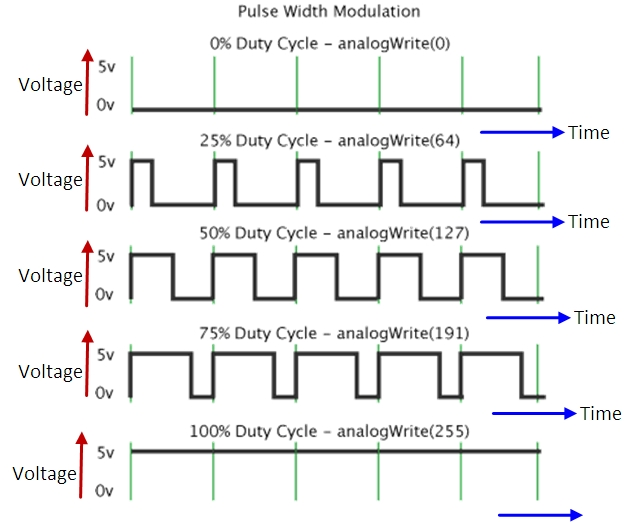 Pulse Width Modulation
0% Duty Cycle – analogWrite(0)
5v
Voltage
0v
Time
25% Duty Cycle – analogWrite(64)
5v
Voltage
0v
Time
50% Duty Cycle – analogWrite(127)
5v
Voltage
0v
Time
75% Duty Cycle – analogWrite(191)
5v
Voltage
0v
Time
100% Duty Cycle – analogWrite(255)
5v
Voltage
0v